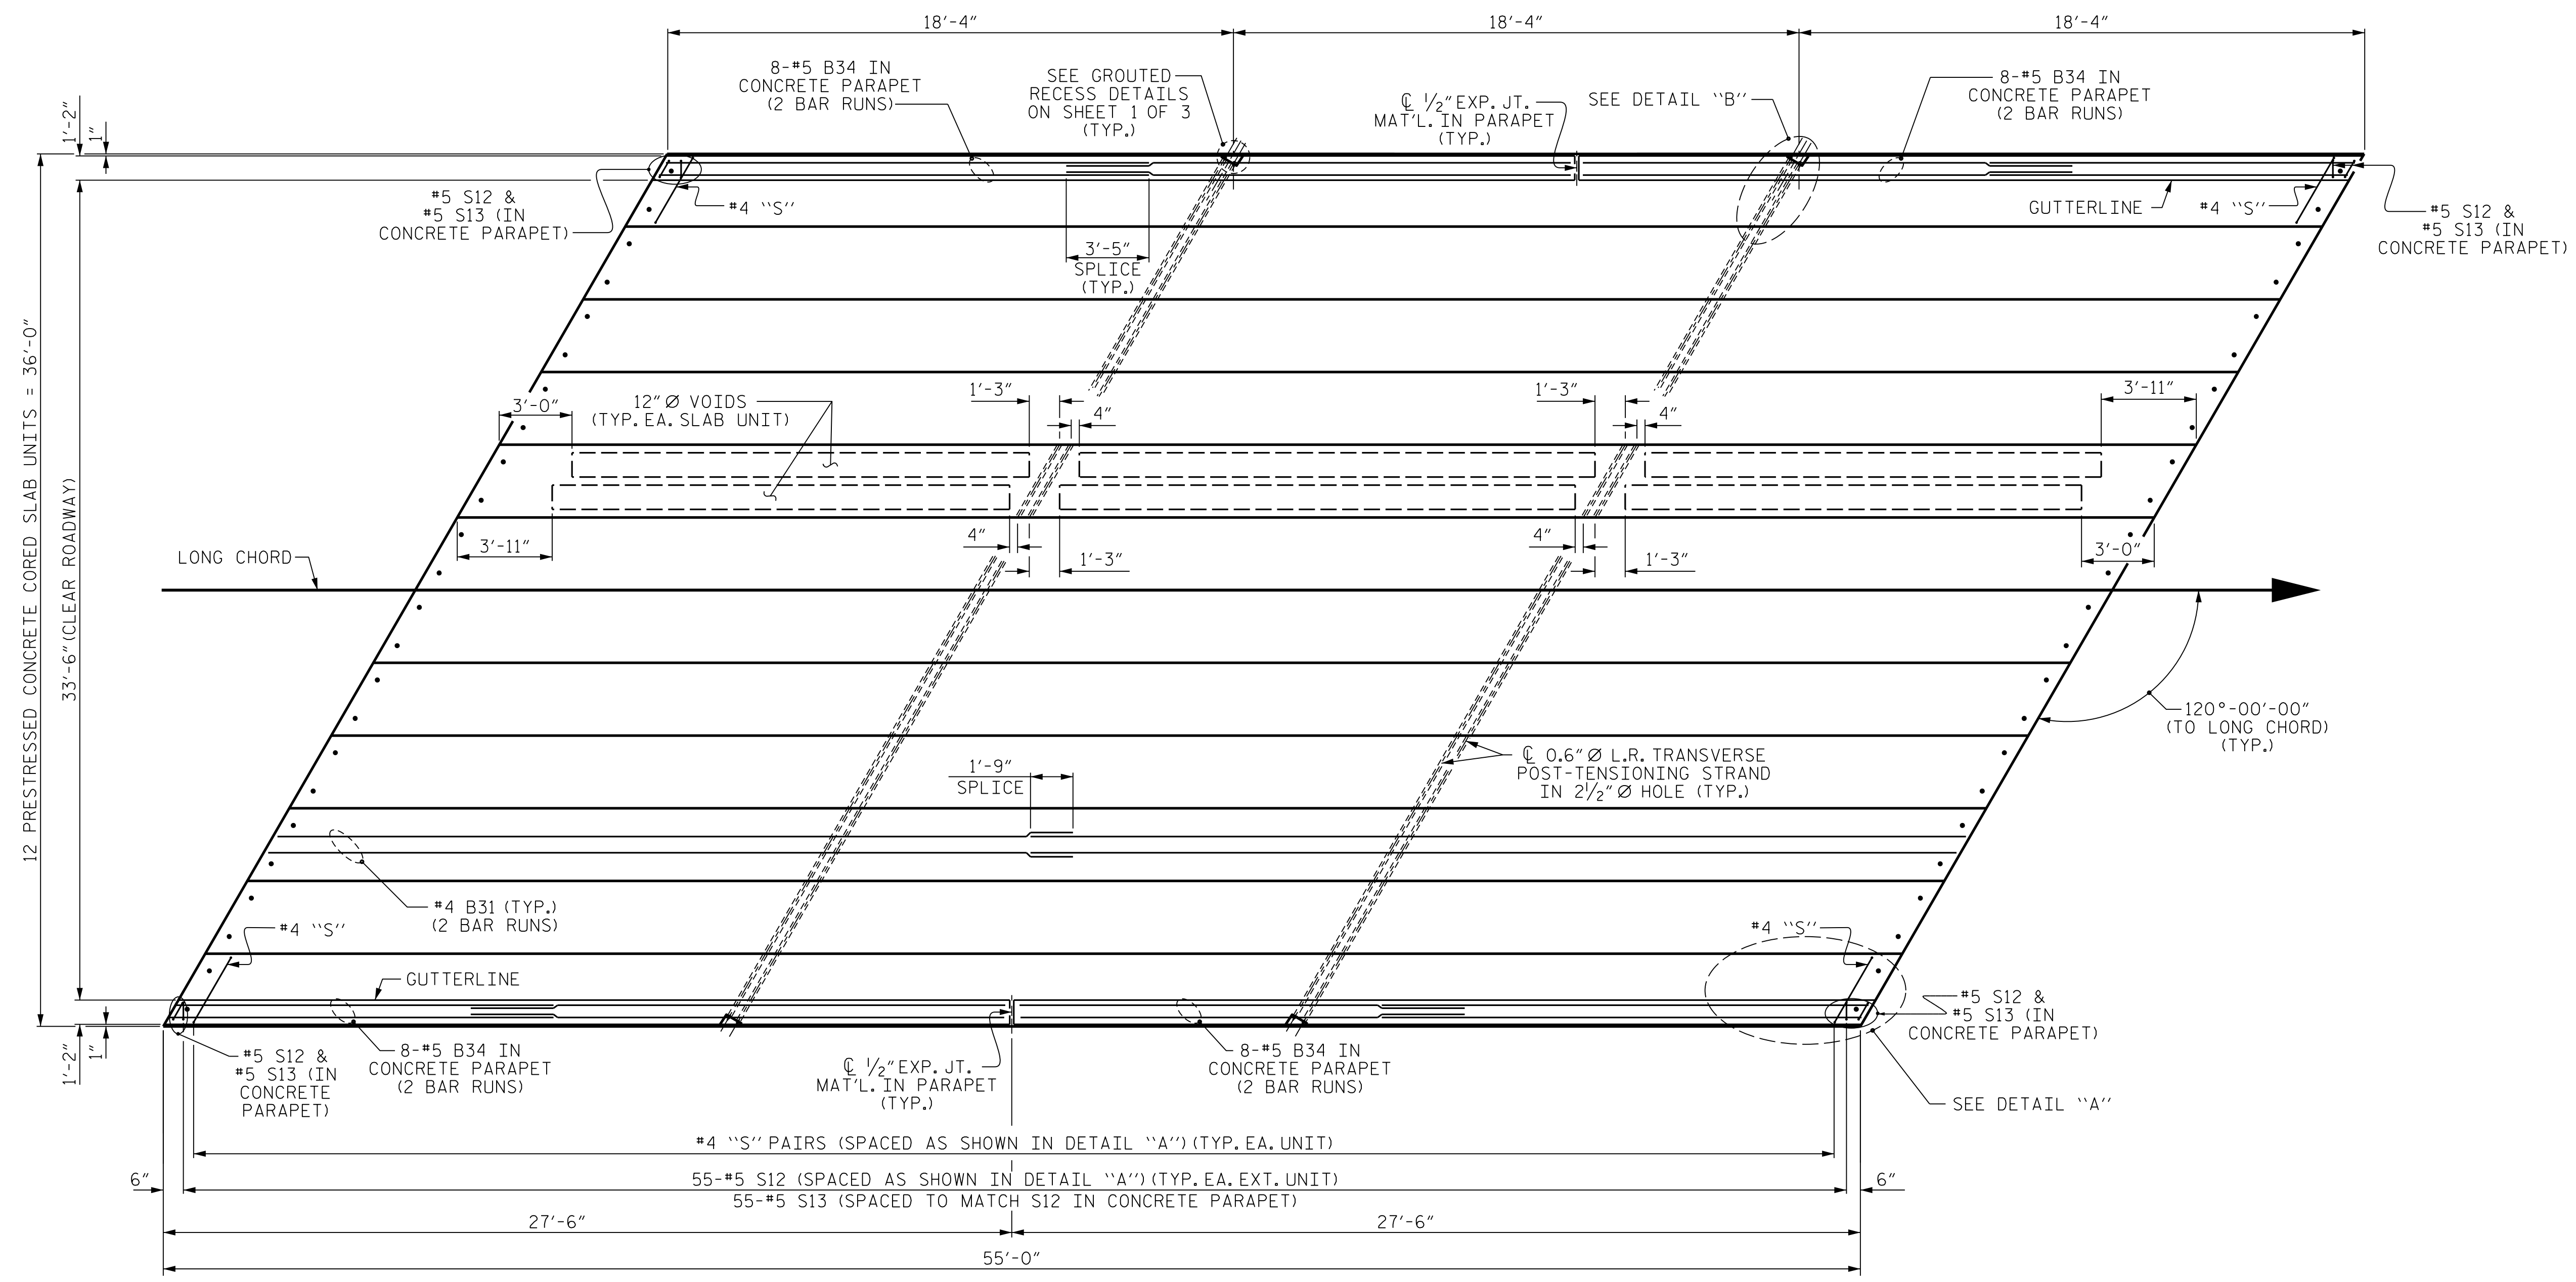 18'-4"
18'-4"
18'-4"
8-#5 B34 IN
CONCRETE PARAPET
(2 BAR RUNS)
SEE GROUTED
RECESS DETAILS
ON SHEET 1 OF 3
(TYP.)
℄ 1/2" EXP. JT.
MAT'L. IN PARAPET
(TYP.)
SEE DETAIL "B"
8-#5 B34 IN
CONCRETE PARAPET
(2 BAR RUNS)
1'-2"
1"
#5 S12 &
#5 S13 (IN
CONCRETE PARAPET)
#4 "S"
3'-5"
SPLICE
(TYP.)
GUTTERLINE
#4 "S"
#5 S12 &
#5 S13 (IN
CONCRETE PARAPET)
12 PRESTRESSED CONCRETE CORED SLAB UNITS = 36'-0"
33'-6" (CLEAR ROADWAY)
3'-0"
12" Ø VOIDS
(TYP. EA. SLAB UNIT)
1'-3"
4"
1'-3"
4"
3'-11"
LONG CHORD
3'-11"
4"
1'-3"
4"
1'-3"
3'-0"
120°-00'-00"
(TO LONG CHORD)
(TYP.)
℄ 0.6" Ø L.R. TRANSVERSE
POST-TENSIONING STRAND
IN 2 1/2" Ø HOLE (TYP.)
1'-9"
SPLICE
#4 B31 (TYP.)
(2 BAR RUNS)
#4 "S"
#4 "S"
GUTTERLINE
#5 S12 &
#5 S13 (IN
CONCRETE PARAPET)
1'-2"
1"
#5 S12 &
#5 S13 (IN
CONCRETE
PARAPET)
8-#5 B34 IN
CONCRETE PARAPET
(2 BAR RUNS)
℄ 1/2" EXP. JT.
MAT'L. IN PARAPET
(TYP.)
8-#5 B34 IN
CONCRETE PARAPET
(2 BAR RUNS)
SEE DETAIL "A"
#4 "S" PAIRS (SPACED AS SHOWN IN DETAIL "A") (TYP. EA. UNIT)
6"
55-#5 S12 (SPACED AS SHOWN IN DETAIL "A") (TYP. EA. EXT. UNIT)
6"
55-#5 S13 (SPACED TO MATCH S12 IN CONCRETE PARAPET)
27'-6"
27'-6"
55'-0"